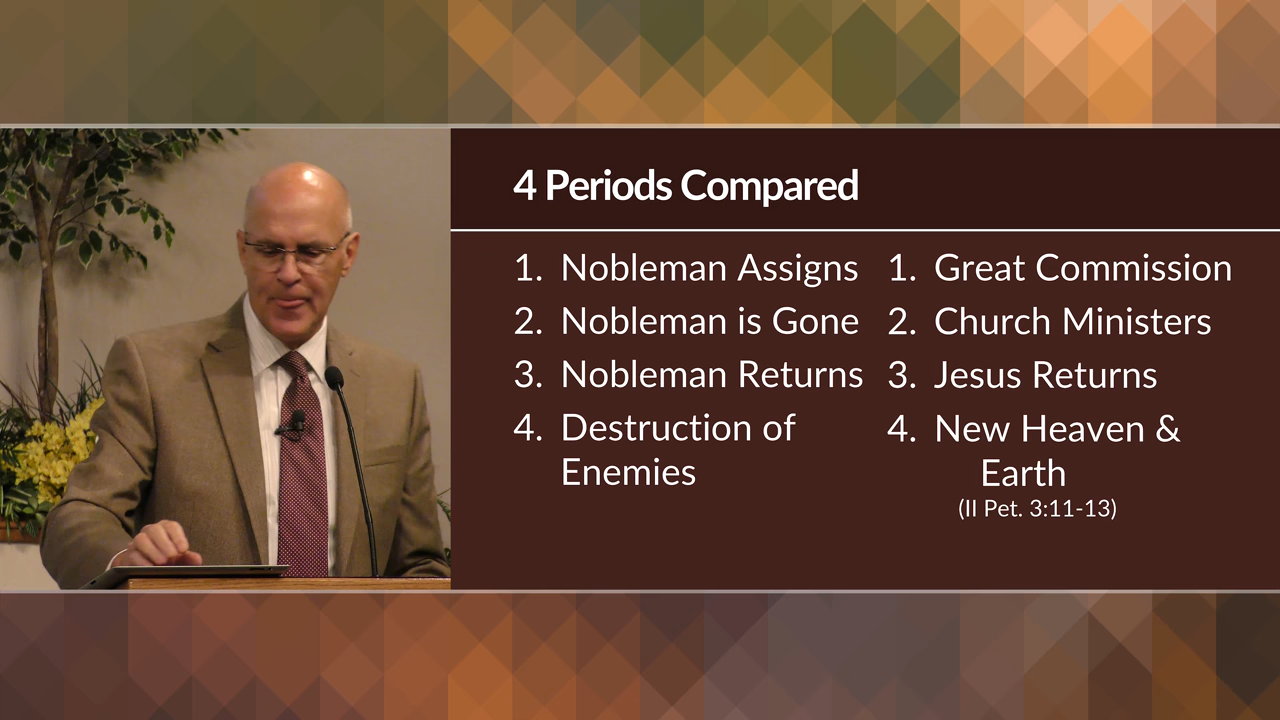 4 Periods Compared
1. Nobleman Assigns
2. Nobleman is Gone
3. Nobleman Returns
4. Destruction of
Enemies
1. Great Commission
2. Church Ministers
3. Jesus Returns
4. New Heaven &
Earth
(II Pet. 3:11-13)